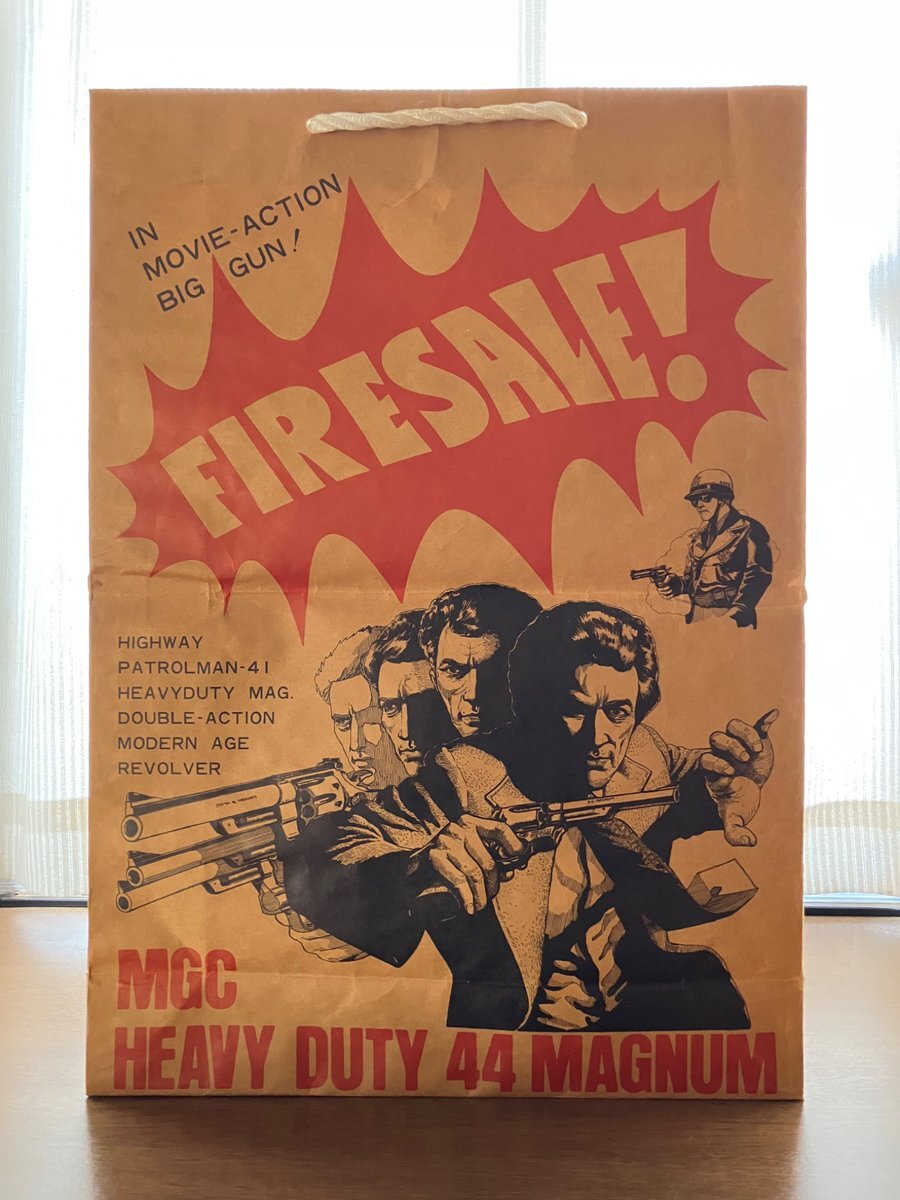 IN
MOVIE-ACTION
BIG GUN!
FIRESALE!
HIGHWAY
PATROLMAN-41
HEAVYDUTY MAG.
DOUBLE-ACTION
MODERN AGE
REVOLVER
MGC
HEAVY DUTY 44 MAGNUM